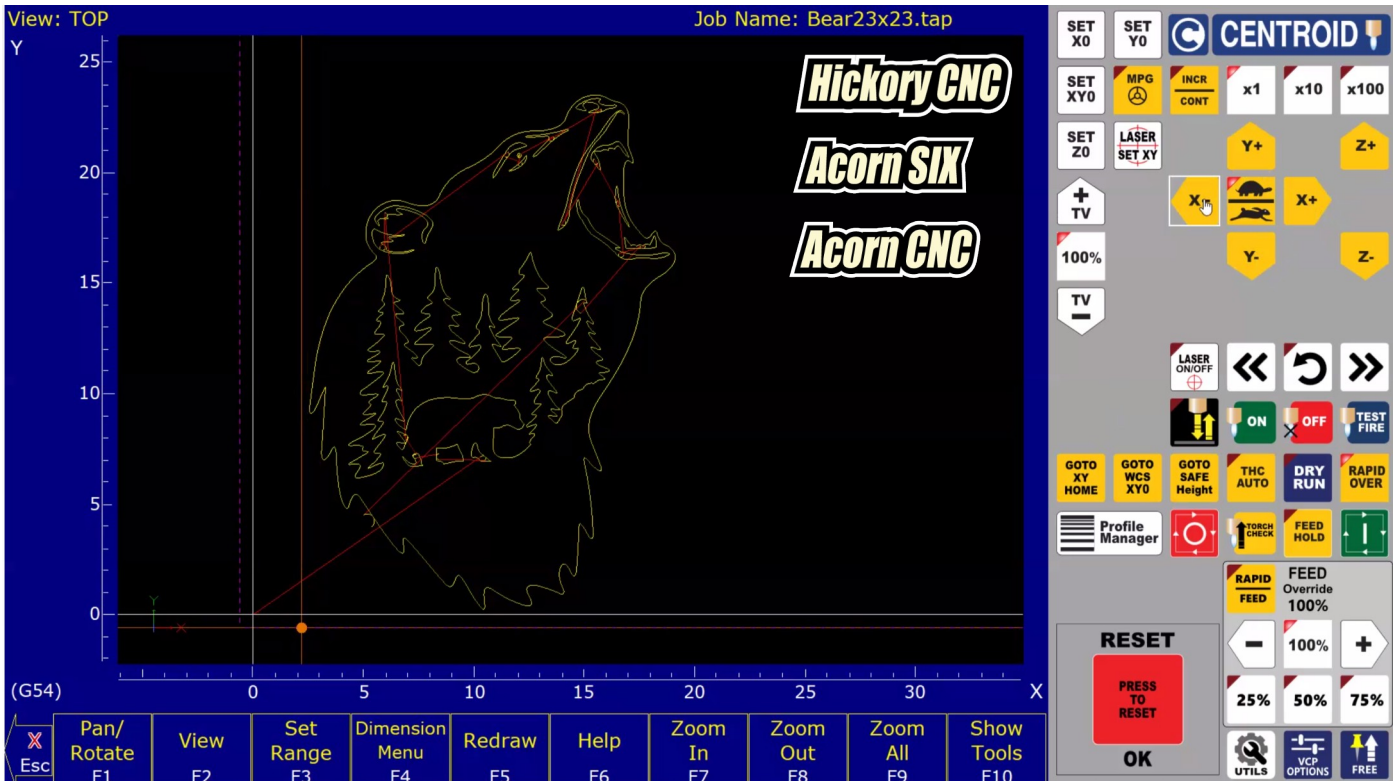 View: TOP
Job Name: Bear23x23.tap
Y
25
20
15
10
5
0
Hickory CNC
Acorn SIX
Acorn CNC
Y
X
(G54)
0
5
10
15
20
25
30
X
X
Esc
Pan/
Rotate
F1
View
F2
Set
Range
F3
Dimension
Menu
F4
Redraw
F5
Help
F6
Zoom
In
F7
Zoom
Out
F8
Zoom
All
F9
Show
Tools
F10
SET
X0
SET
Y0
C CENTROID
SET
XY0
MPG
INCR
CONT
x1
x10
x100
SET
Z0
LASER
SET XY
Y+
Z+
+
TV
X-
X+
100%
Y-
Z-
TV
–
LASER
ON/OFF
ON
OFF
TEST
FIRE
GOTO
XY
HOME
GOTO
WCS
XY0
GOTO
SAFE
Height
THC
AUTO
DRY
RUN
RAPID
OVER
Profile
Manager
TORCH
CHECK
FEED
HOLD
RAPID
FEED
FEED
Override
100%
–
100%
+
25%
50%
75%
RESET
PRESS
TO
RESET
OK
UTILS
VCP
OPTIONS
FREE